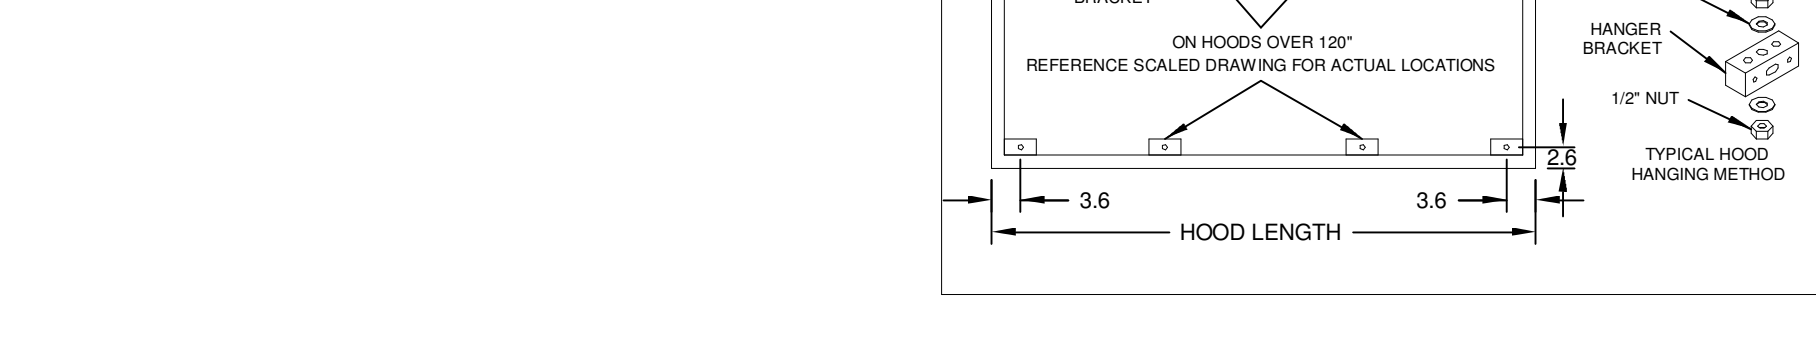 BRACKET
ON HOODS OVER 120"
REFERENCE SCALED DRAWING FOR ACTUAL LOCATIONS
HANGER
BRACKET
1/2" NUT
2.6
TYPICAL HOOD
HANGING METHOD
3.6
3.6
HOOD LENGTH